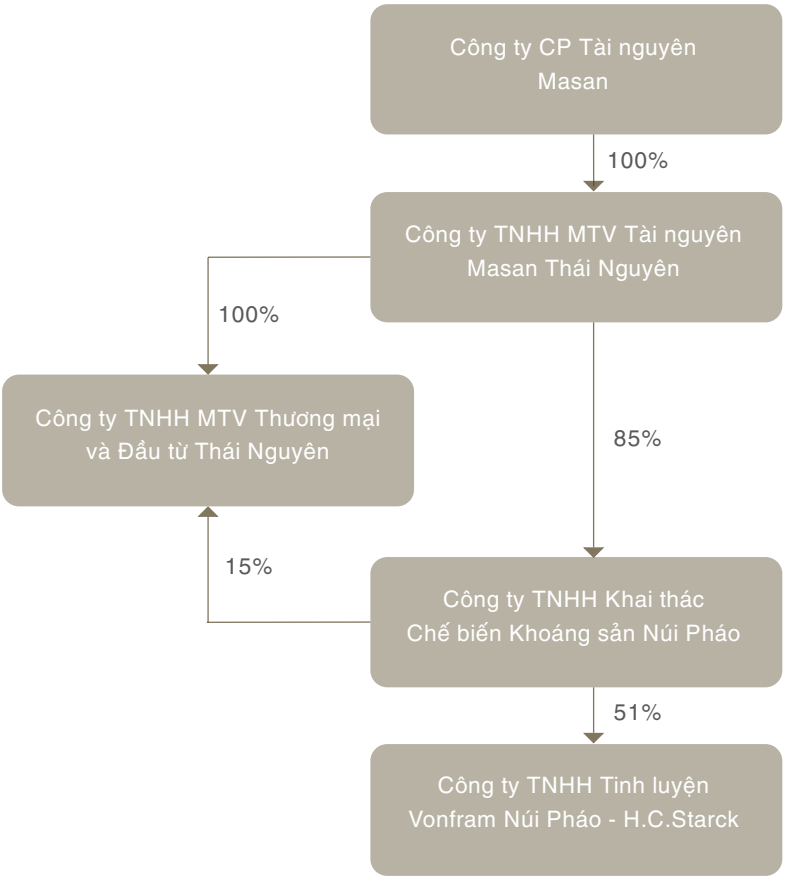 Công ty CP Tài nguyên
Masan
100%
Công ty TNHH MTV Tài nguyên
Masan Thái Nguyên
100%
Công ty TNHH MTV Thương mại
và Đầu từ Thái Nguyên
85%
15%
Công ty TNHH Khai thác
Chế biến Khoáng sản Núi Pháo
51%
Công ty TNHH Tinh luyện
Vonfram Núi Pháo - H.C.Starck